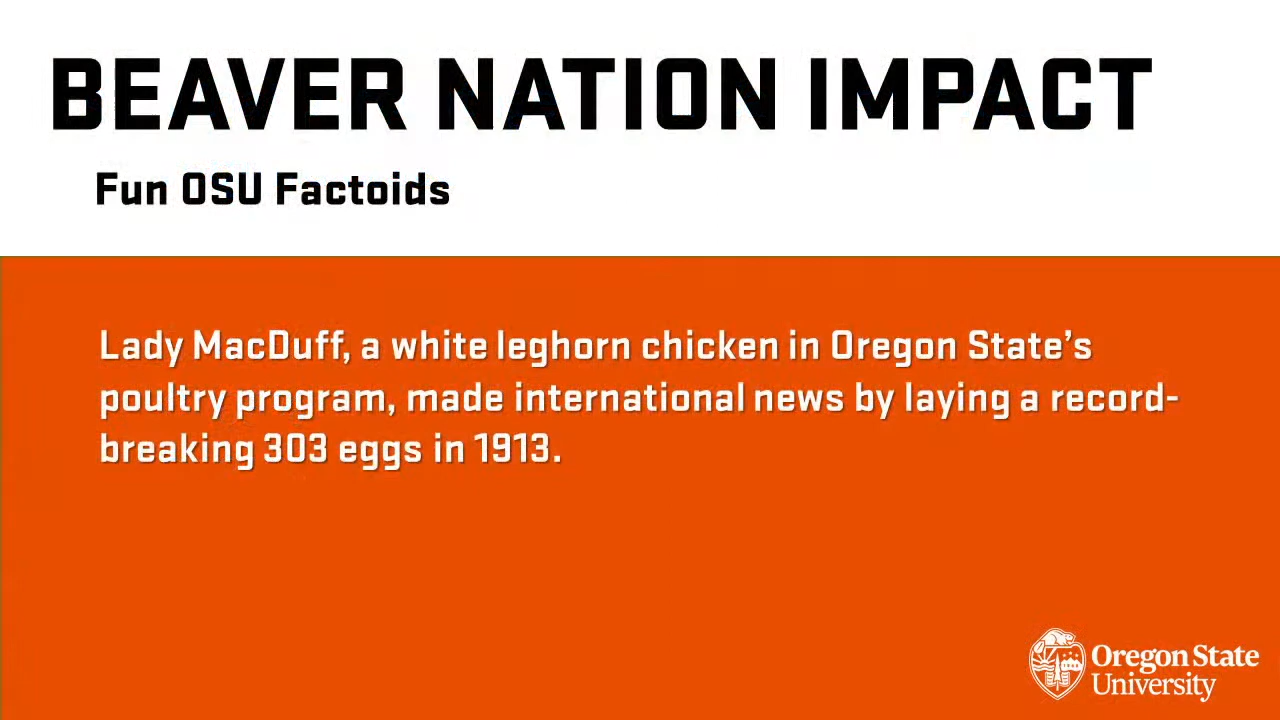 BEAVER NATION IMPACT
Fun OSU Factoids
Lady MacDuff, a white leghorn chicken in Oregon State’s
poultry program, made international news by laying a record-
breaking 303 eggs in 1913.
Oregon State
University